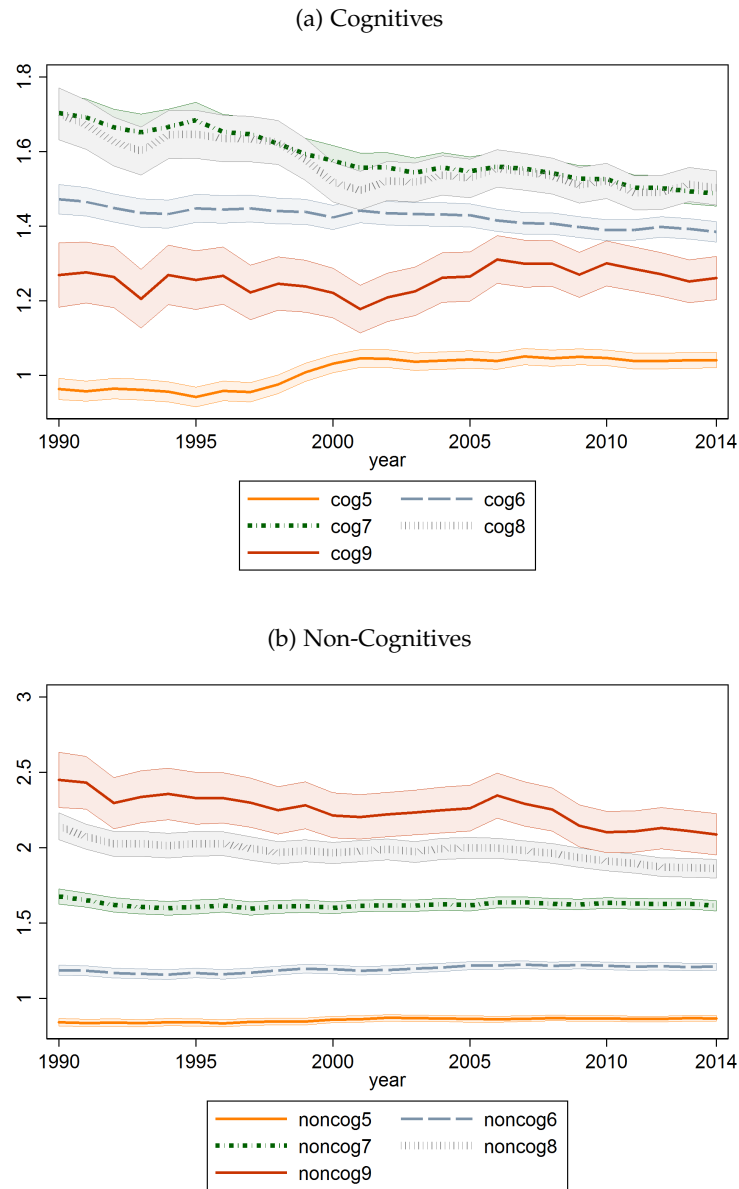 (a) Cognitives
1.8
1.6
1.4
1.2
1
1990 1995 2000 2005 2010 2014
year
cog5 cog6
cog7 cog8
cog9
(b) Non-Cognitives
3
2.5
2
1.5
1
1990 1995 2000 2005 2010 2014
year
noncog5 noncog6
noncog7 noncog8
noncog9